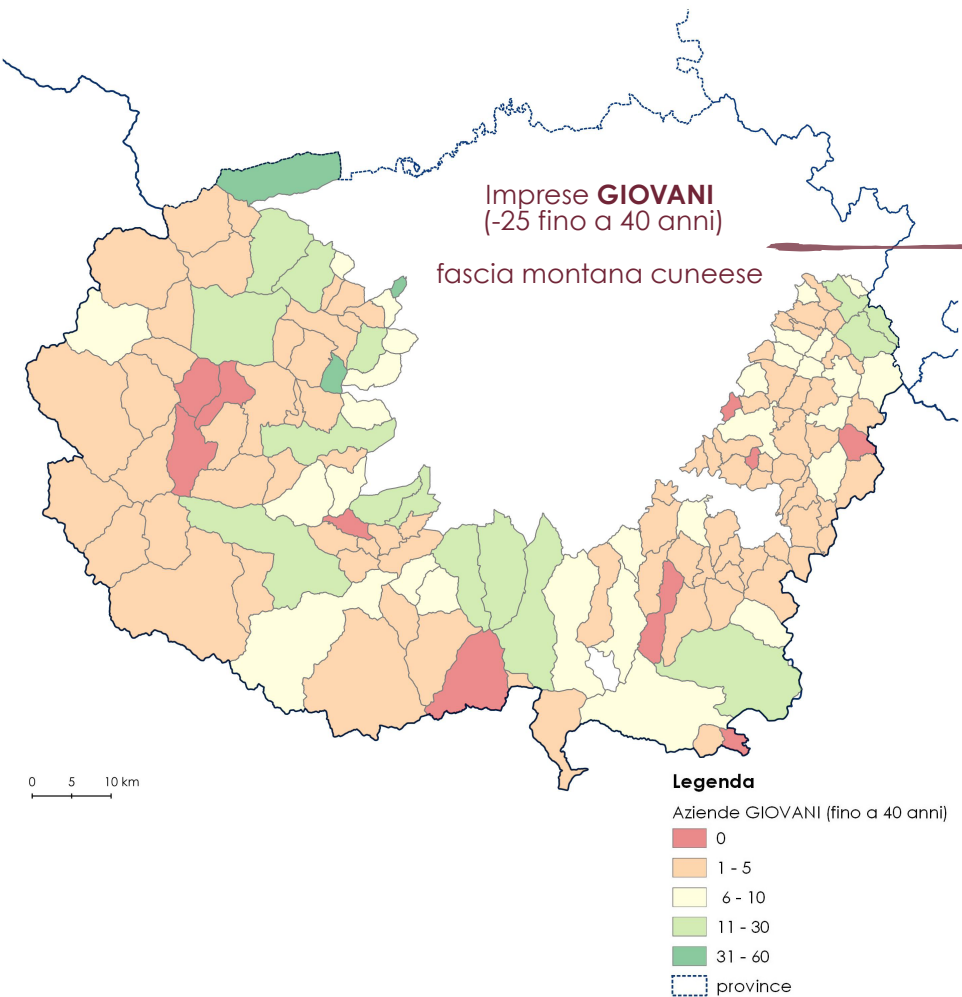 Imprese GIOVANI
(-25 fino a 40 anni)
fascia montana cuneese
0 5 10 km
Legenda
Aziende GIOVANI (fino a 40 anni)
0
1 - 5
6 - 10
11 - 30
31 - 60
province